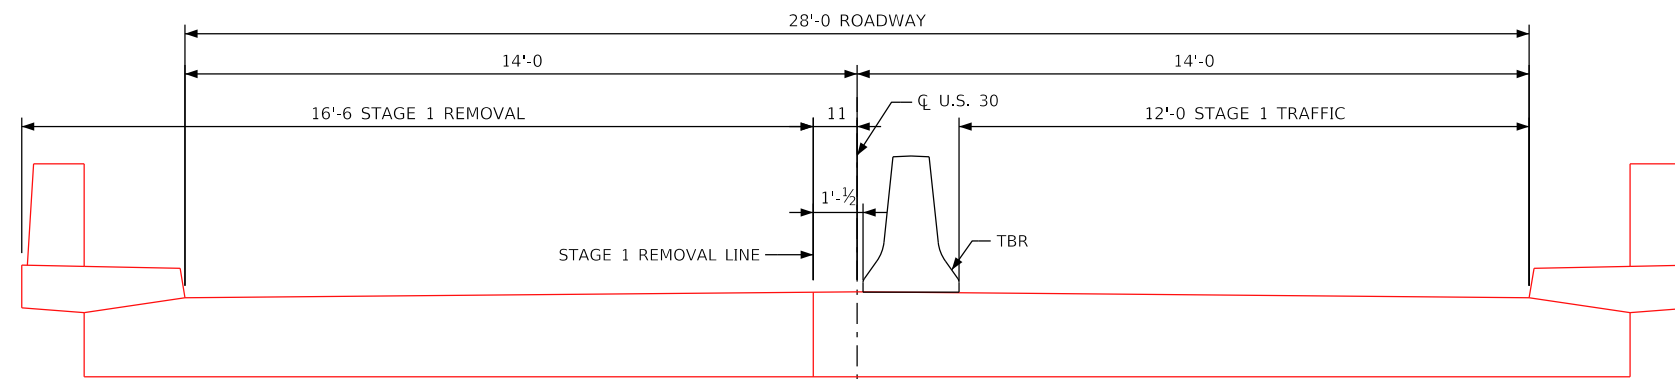 28'-0 ROADWAY
14'-0
14'-0
16'-6 STAGE 1 REMOVAL
11
℄ U.S. 30
12'-0 STAGE 1 TRAFFIC
1'-½
STAGE 1 REMOVAL LINE
TBR